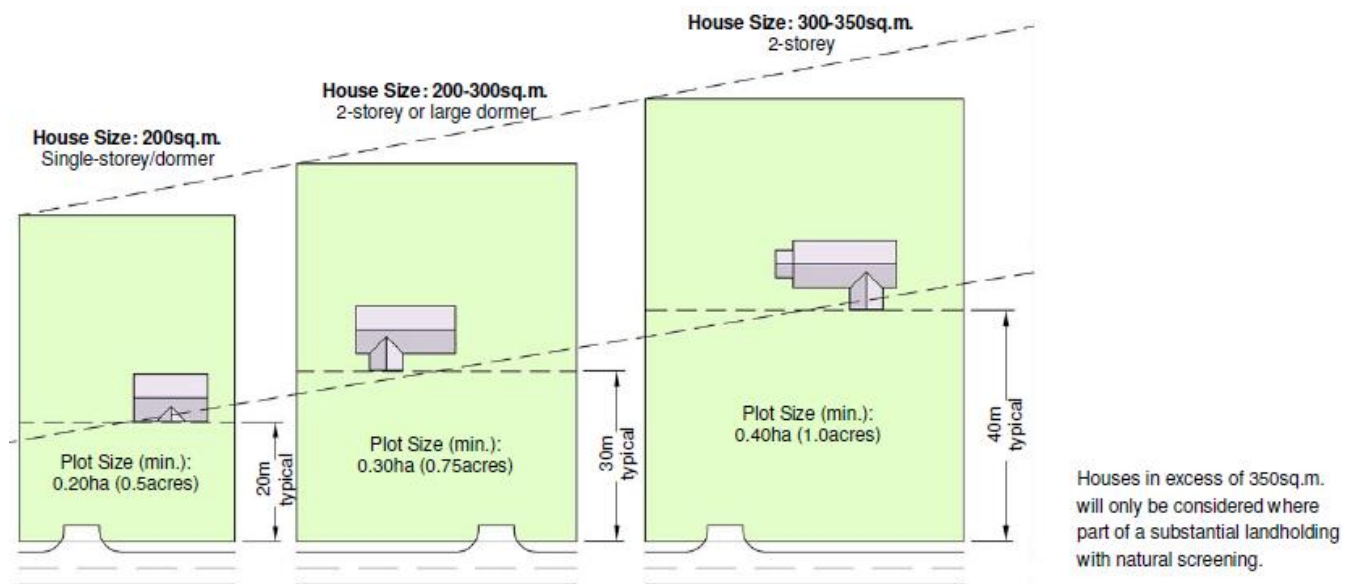 House Size: 200sq.m.
Single-storey/dormer
House Size: 200-300sq.m.
2-storey or large dormer
House Size: 300-350sq.m.
2-storey
Plot Size (min.):
0.20ha (0.5acres)
20m
typical
Plot Size (min.):
0.30ha (0.75acres)
30m
typical
Plot Size (min.):
0.40ha (1.0acres)
40m
typical
Houses in excess of 350sq.m.
will only be considered where
part of a substantial landholding
with natural screening.